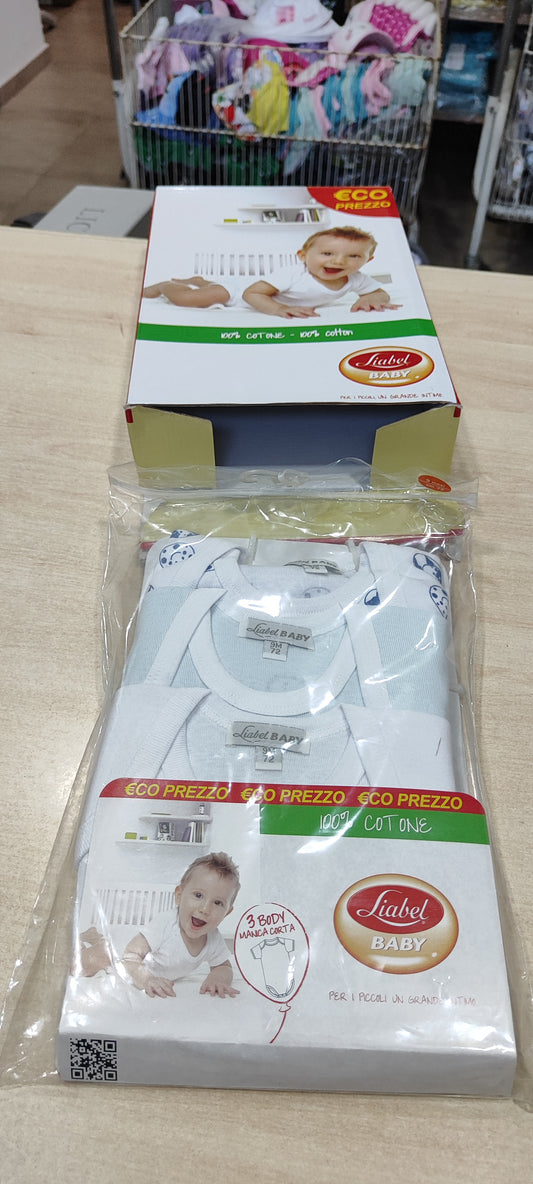 €CO
PREZZO
100% COTONE - 100% cotton
Liabel
BABY
PER I PICCOLI UN GRANDE INTIMO
Liabel BABY
9M
72
Liabel BABY
72
€CO PREZZO €CO PREZZO €CO PREZZO
100% COTONE
3 BODY
MANICA CORTA
Liabel
BABY
PER I PICCOLI UN GRANDE INTIMO